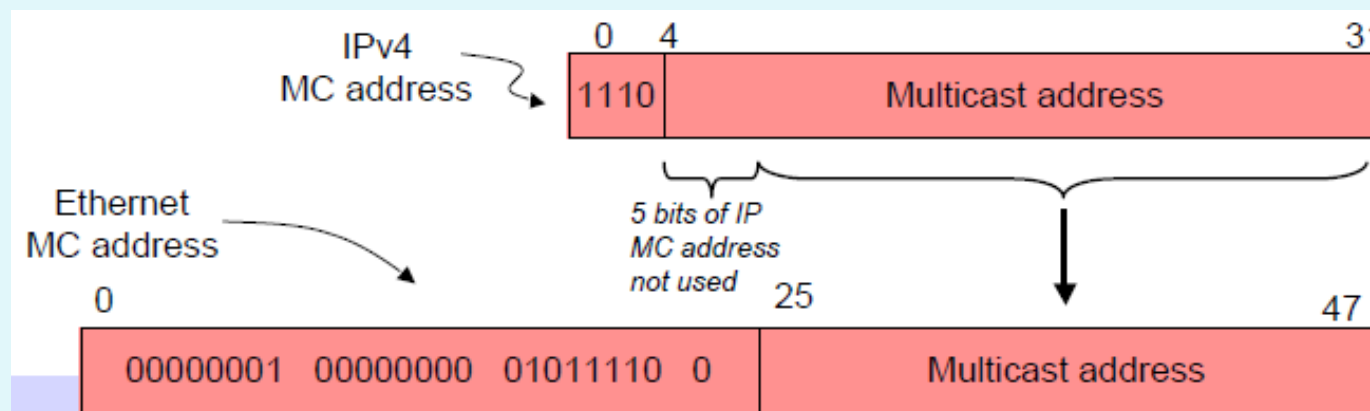 0 4 31
IPv4
MC address
1110 Multicast address
Ethernet
MC address
5 bits of IP
MC address
not used
0 25 47
00000001 00000000 01011110 0 Multicast address